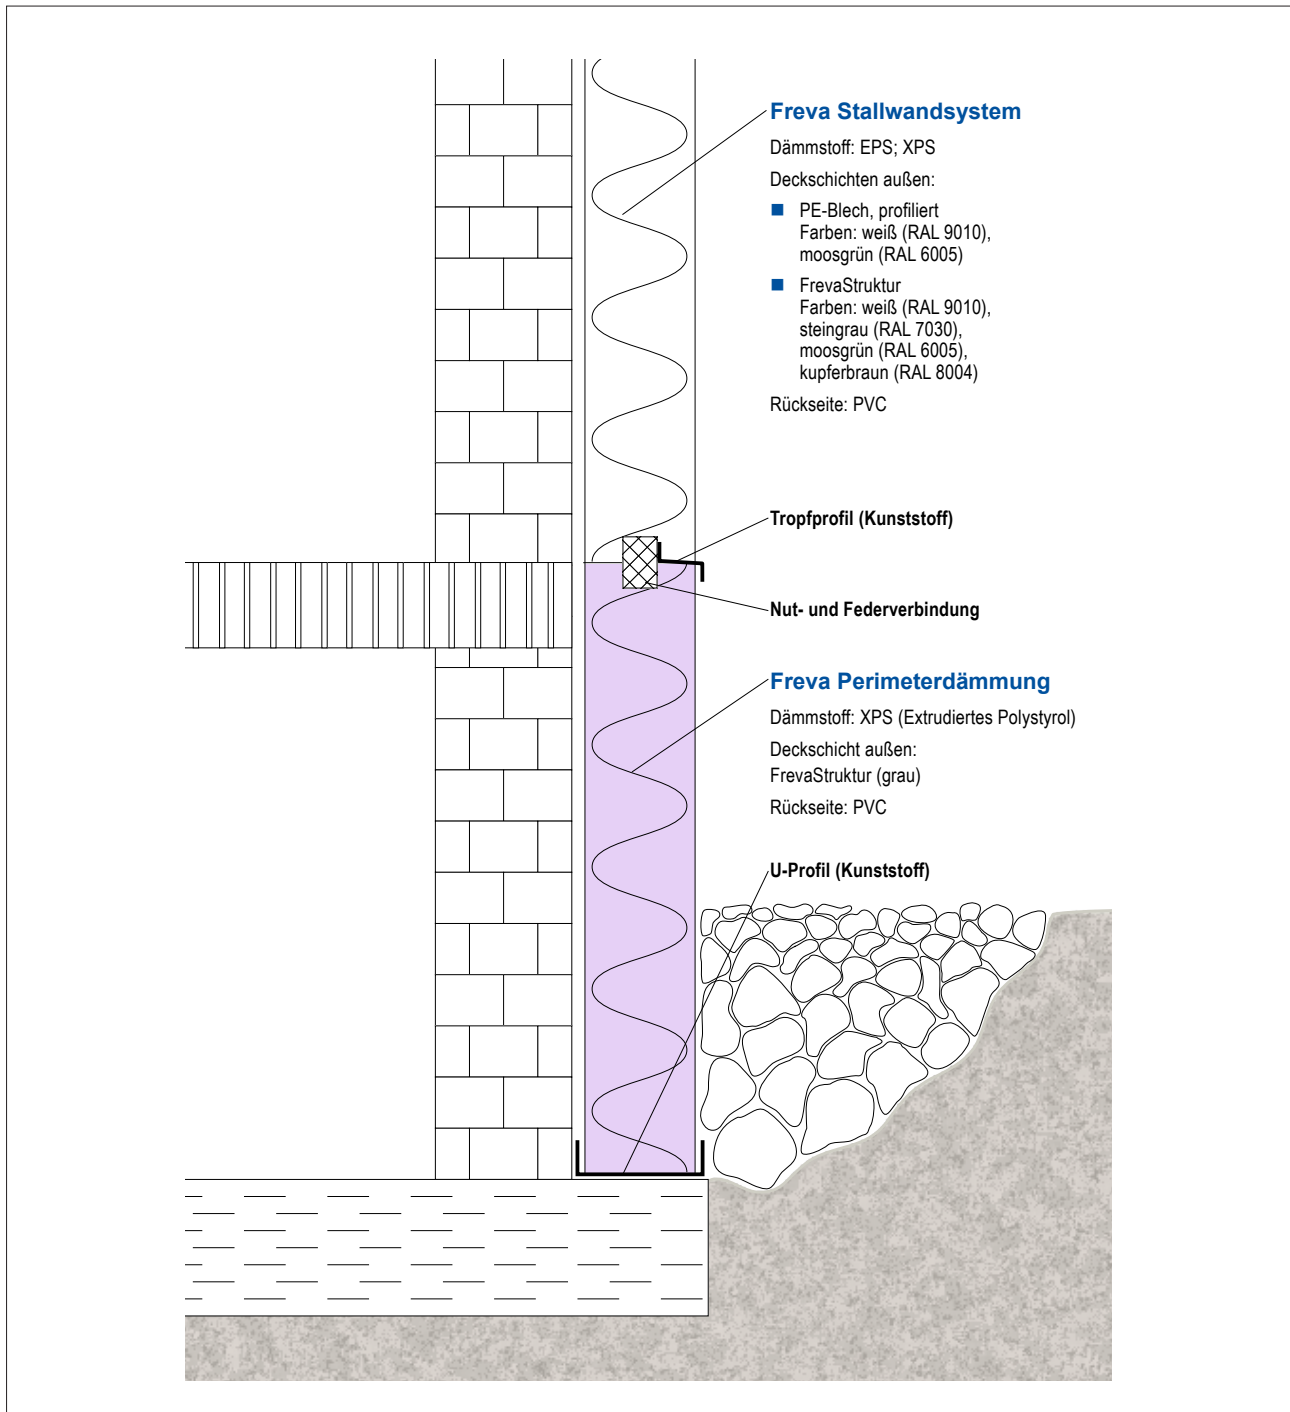 Freva Stallwandsystem
Dämmstoff: EPS; XPS
Deckschichten außen:
PE-Blech, profiliert
Farben: weiß (RAL 9010),
moosgrün (RAL 6005)
FrevaStruktur
Farben: weiß (RAL 9010),
steingrau (RAL 7030),
moosgrün (RAL 6005),
kupferbraun (RAL 8004)
Rückseite: PVC
Tropfprofil (Kunststoff)
Nut- und Federverbindung
Freva Perimeterdämmung
Dämmstoff: XPS (Extrudiertes Polystyrol)
Deckschicht außen:
FrevaStruktur (grau)
Rückseite: PVC
U-Profil (Kunststoff)